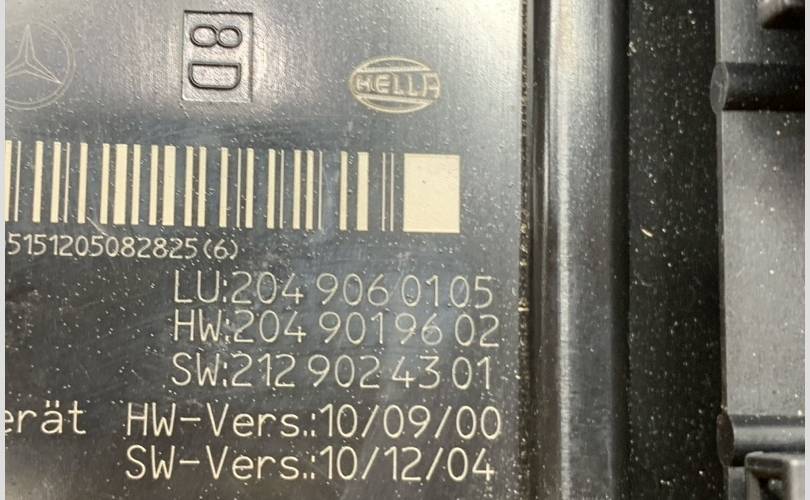 8D
HELLA
5151205082825(6)
LU:204 906 01 05
HW:204 901 96 02
SW:212 902 43 01
erät HW-Vers.:10/09/00
SW-Vers.:10/12/04